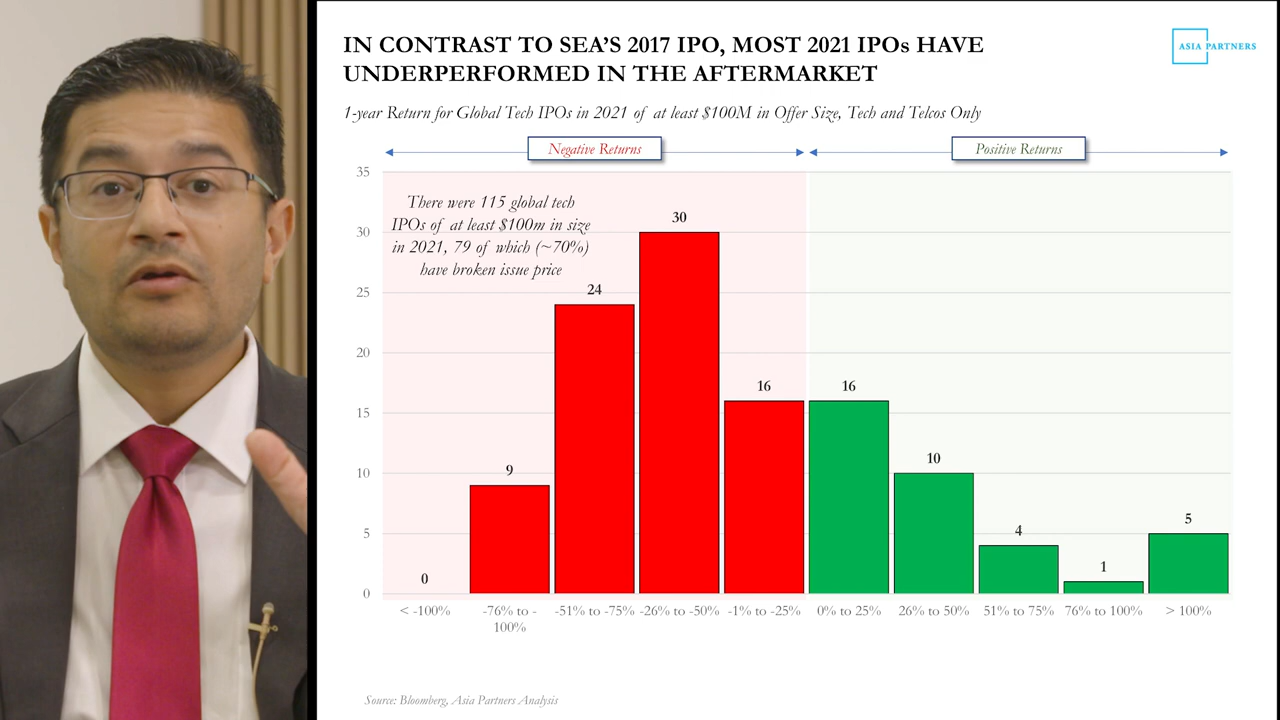 IN CONTRAST TO SEA'S 2017 IPO, MOST 2021 IPOs HAVE
UNDERPERFORMED IN THE AFTERMARKET
ASIA PARTNERS
1-year Return for Global Tech IPOs in 2021 of at least $100M in Offer Size, Tech and Telcos Only
Negative Returns
Positive Returns
There were 115 global tech
IPOs of at least $100m in size
in 2021, 79 of which (~70%)
have broken issue price
35
30
25
20
15
10
5
0
0
9
24
30
16
16
10
4
1
5
< -100%
-76% to -
100%
-51% to -75%
-26% to -50%
-1% to -25%
0% to 25%
26% to 50%
51% to 75%
76% to 100%
> 100%
Source: Bloomberg, Asia Partners Analysis